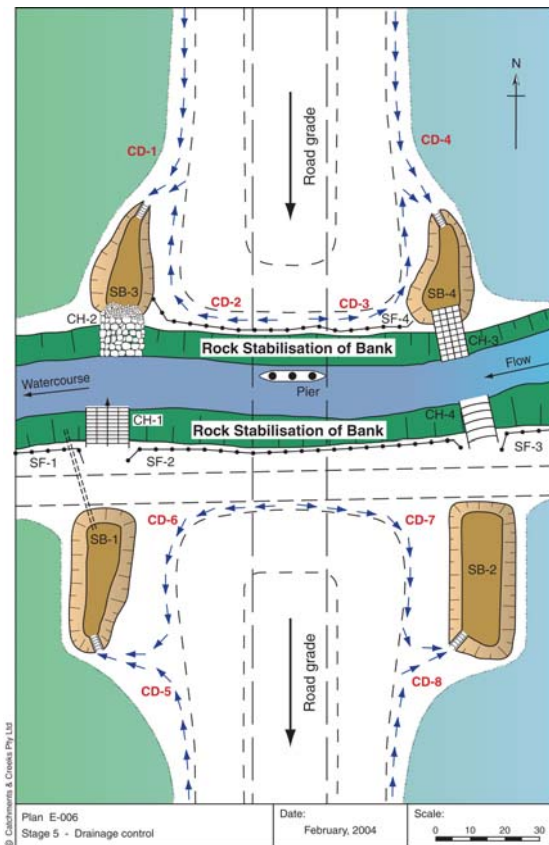 N
CD-1
CD-4
Road grade
SB-3
CD-2
CD-3
SB-4
SF-4
CH-2
Rock Stabilisation of Bank
CH-3
Watercourse
Flow
Pier
CH-1
CH-4
Rock Stabilisation of Bank
SF-1
SF-2
SF-3
CD-6
CD-7
SB-1
SB-2
CD-5
CD-8
Road grade
© Catchments & Creeks Pty Ltd
Plan E-006
Stage 5 - Drainage control
Date:
February, 2004
Scale:
0 10 20 30